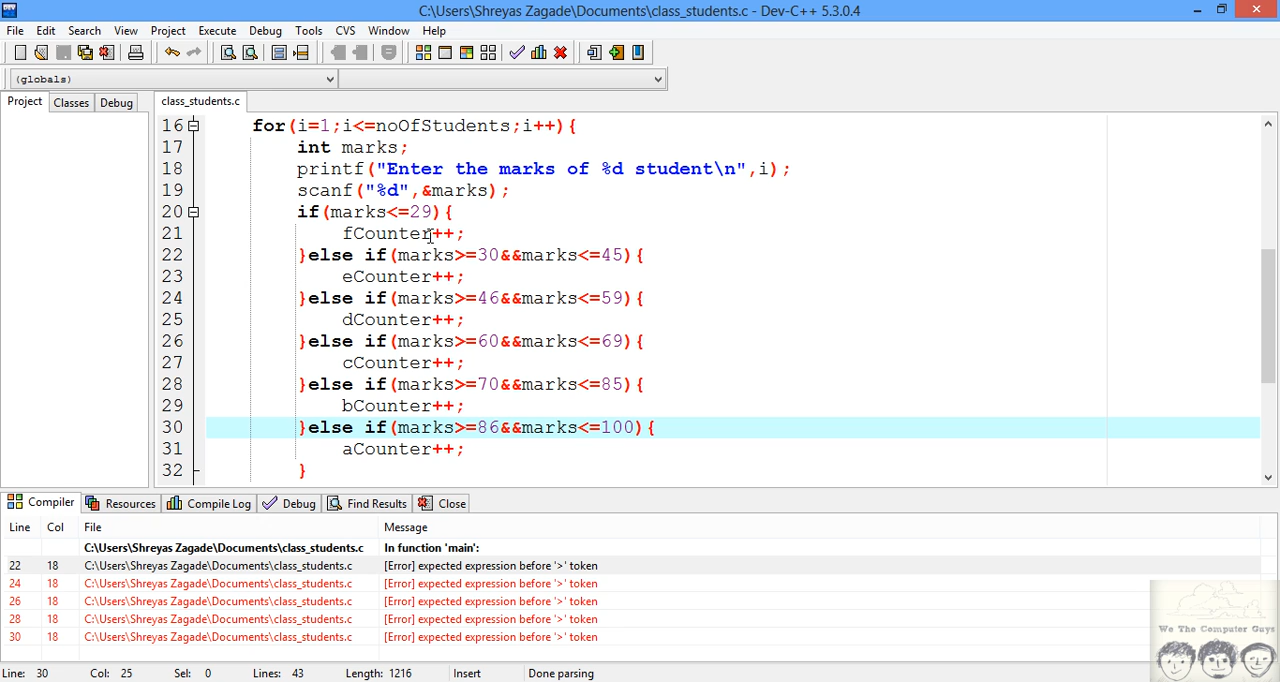 C:\Users\Shreyas Zagade\Documents\class_students.c - Dev-C++ 5.3.0.4
File Edit Search View Project Execute Debug Tools CVS Window Help
(globals)
Project Classes Debug class_students.c
16 for(i=1;i<=noOfStudents;i++){
17 int marks;
18 printf("Enter the marks of %d student\n",i);
19 scanf("%d",&marks);
20 if(marks<=29){
21 fCounter++;
22 }else if(marks>=30&&marks<=45){
23 eCounter++;
24 }else if(marks>=46&&marks<=59){
25 dCounter++;
26 }else if(marks>=60&&marks<=69){
27 cCounter++;
28 }else if(marks>=70&&marks<=85){
29 bCounter++;
30 }else if(marks>=86&&marks<=100){
31 aCounter++;
32 }
Compiler Resources Compile Log Debug Find Results Close
Line Col File Message
C:\Users\Shreyas Zagade\Documents\class_students.c In function 'main':
22 18 C:\Users\Shreyas Zagade\Documents\class_students.c [Error] expected expression before '>' token
24 18 C:\Users\Shreyas Zagade\Documents\class_students.c [Error] expected expression before '>' token
26 18 C:\Users\Shreyas Zagade\Documents\class_students.c [Error] expected expression before '>' token
28 18 C:\Users\Shreyas Zagade\Documents\class_students.c [Error] expected expression before '>' token
30 18 C:\Users\Shreyas Zagade\Documents\class_students.c [Error] expected expression before '>' token
We The Computer Guys
Line: 30 Col: 25 Sel: 0 Lines: 43 Length: 1216 Insert Done parsing